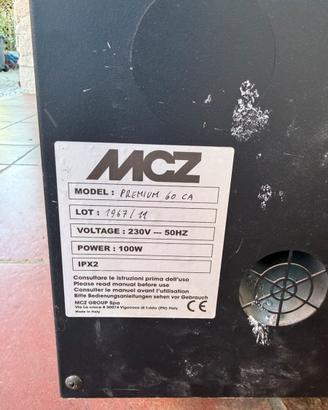 MCZ
MODEL: PREMIUM 60 CA
LOT: 1967/11
VOLTAGE: 230V --- 50HZ
POWER: 100W
IPX2
Consultare le istruzioni prima dell'uso
Please read manual before use
Consulter le manuel avant l'utilisation
Bitte Bedienungsanleitungen sehen vor Gebrauch
MCZ GROUP Spa
Made in Italy
CE